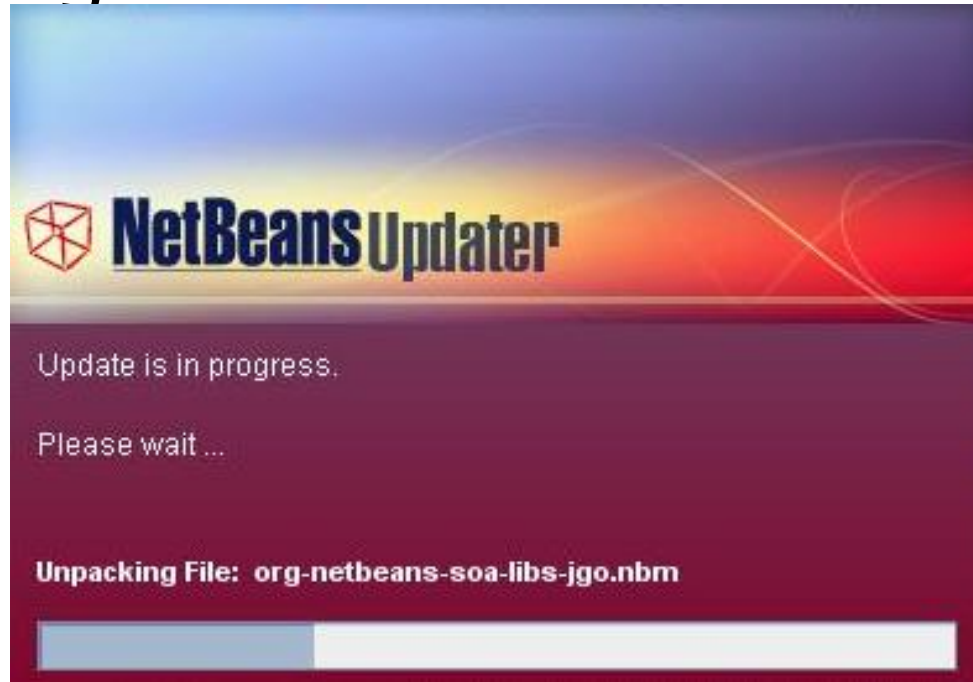 NetBeans Updater
Update is in progress.
Please wait ...
Unpacking File: org-netbeans-soa-libs-jgo.nbm